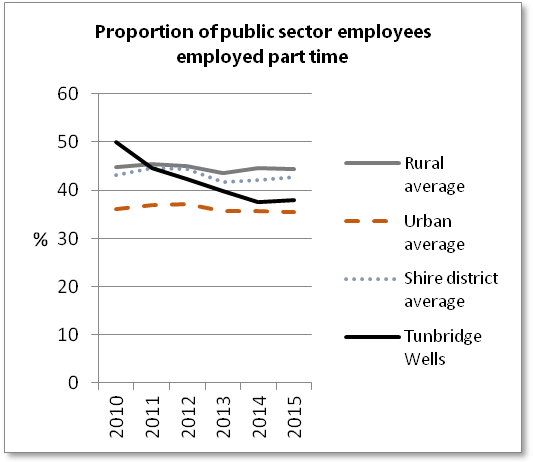 Proportion of public sector employees
employed part time
60
50
40
30
20
10
0
%
2010
2011
2012
2013
2014
2015
Rural
average
Urban
average
Shire district
average
Tunbridge
Wells